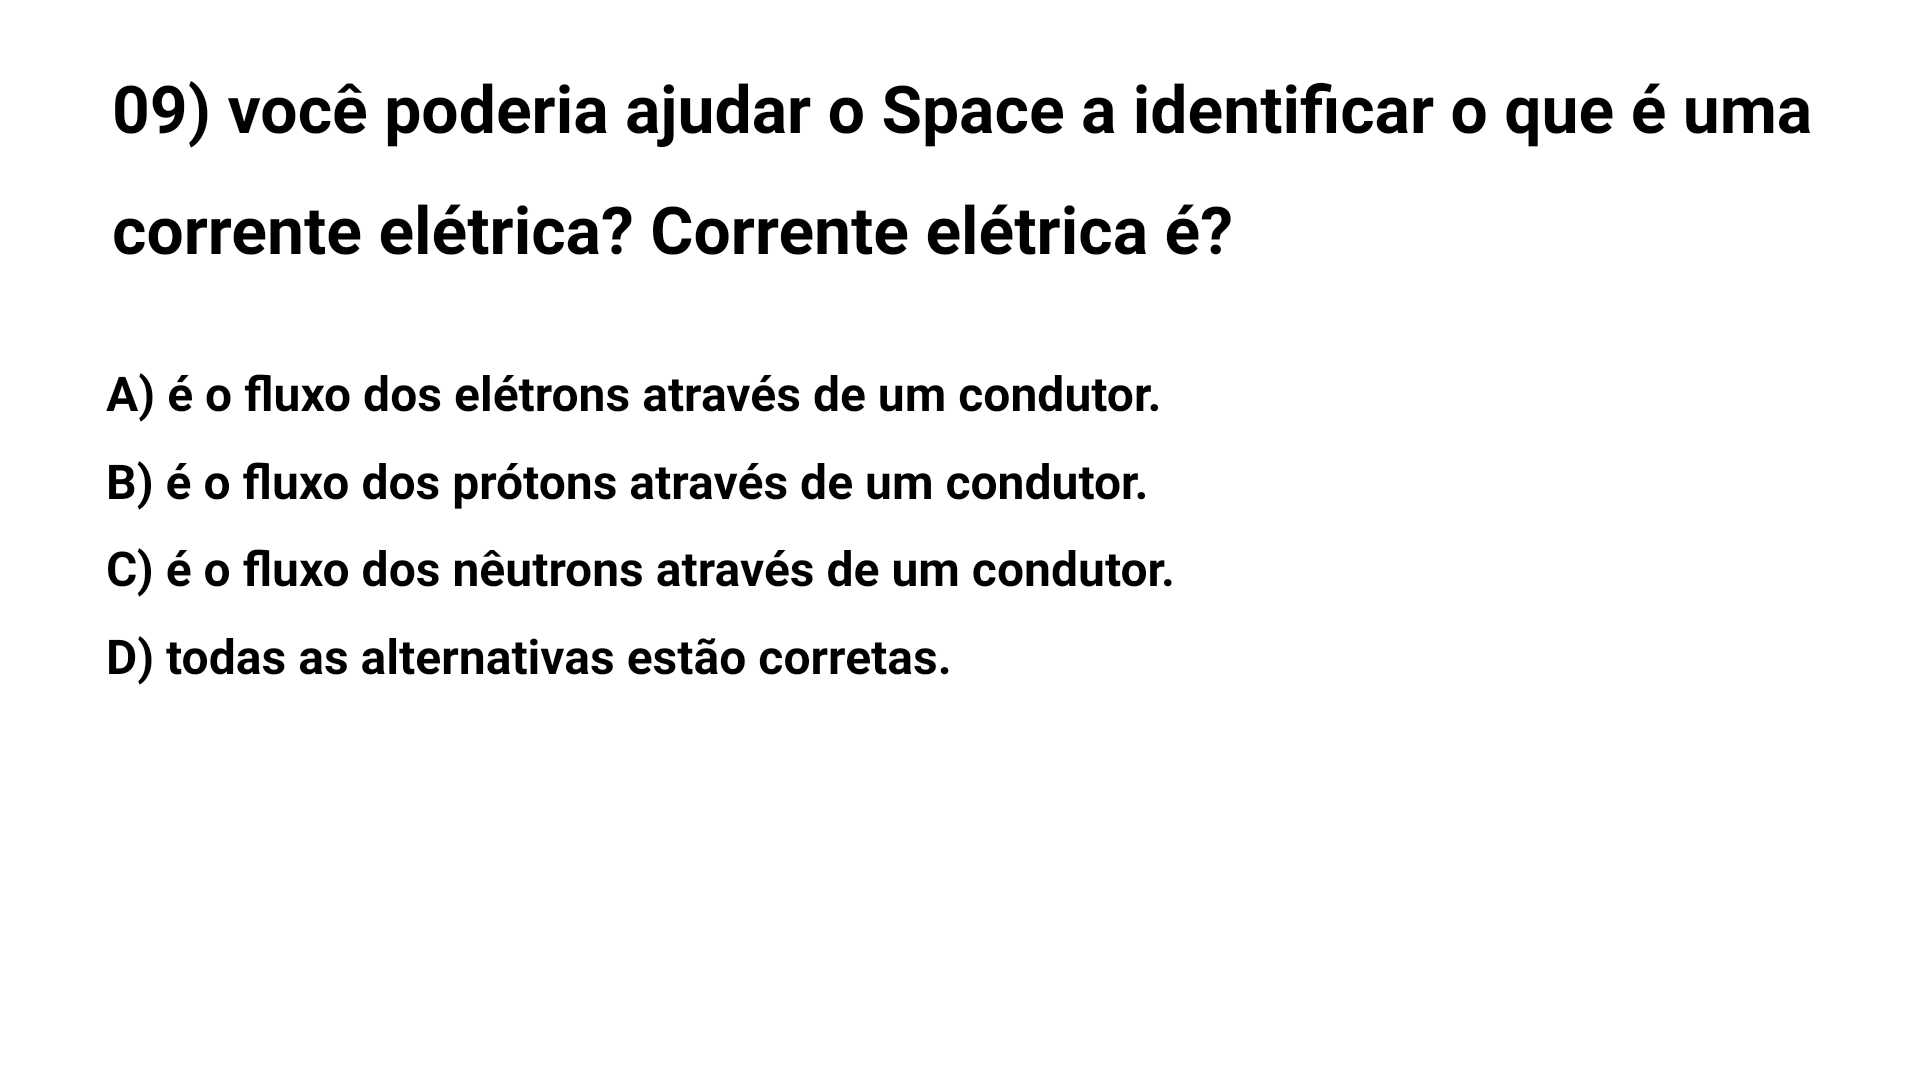 09) você poderia ajudar o Space a identificar o que é uma
corrente elétrica? Corrente elétrica é?
A) é o fluxo dos elétrons através de um condutor.
B) é o fluxo dos prótons através de um condutor.
C) é o fluxo dos nêutrons através de um condutor.
D) todas as alternativas estão corretas.